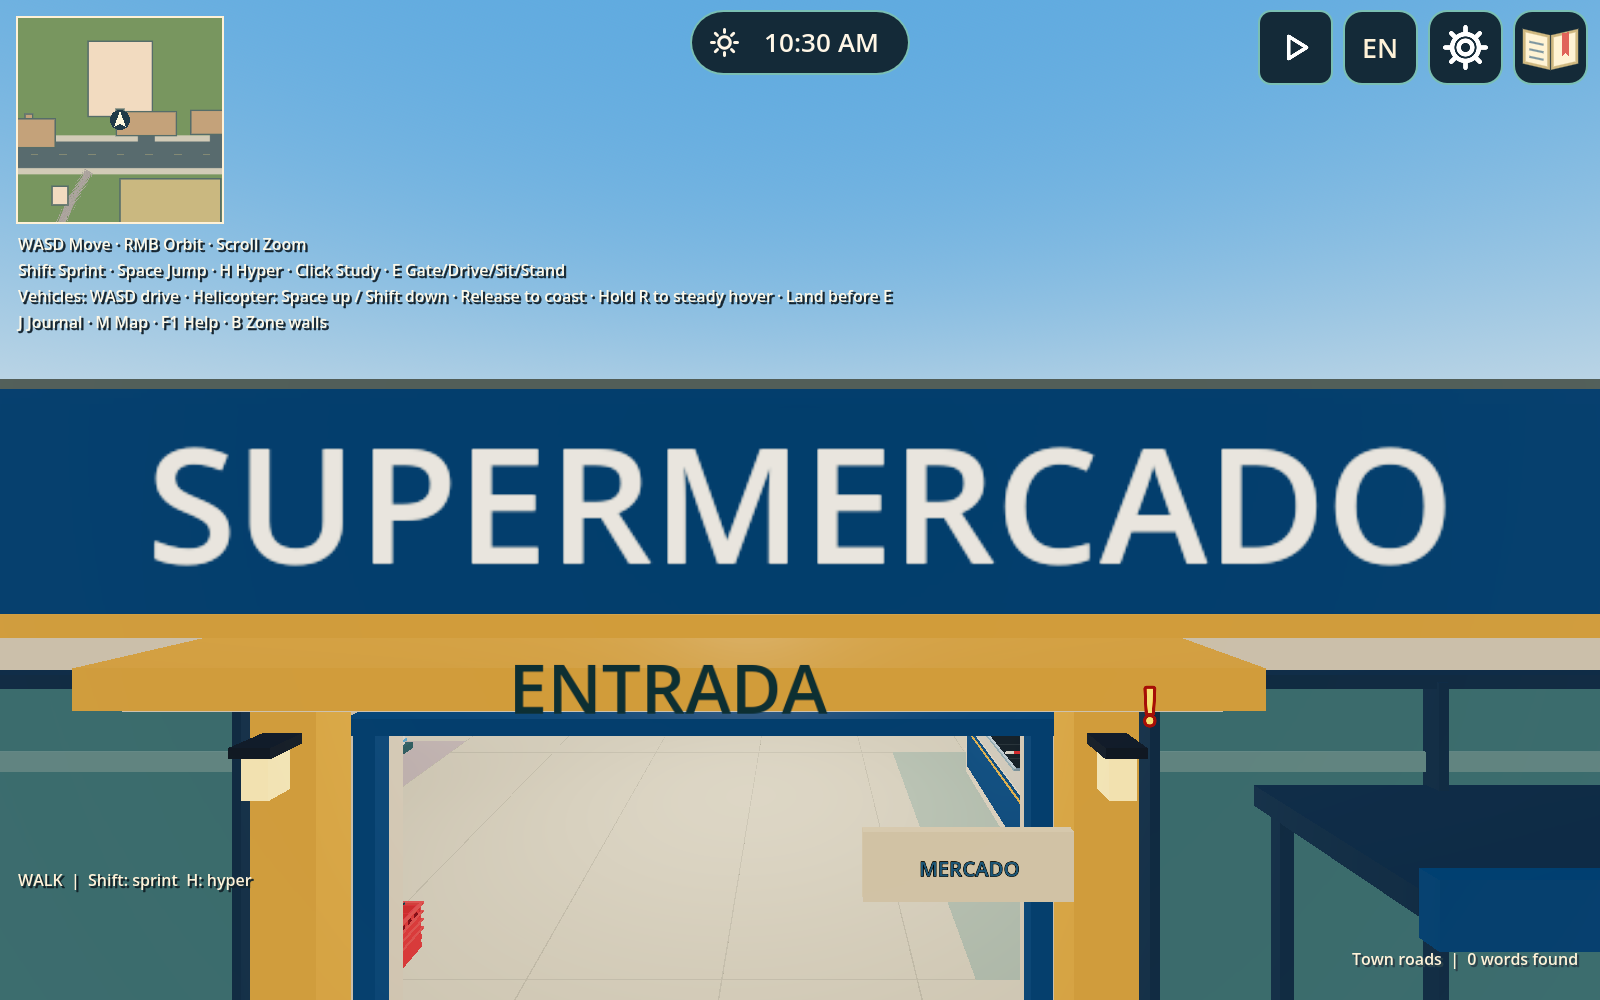 10:30 AM
EN
WASD Move · RMB Orbit · Scroll Zoom
Shift Sprint · Space Jump · H Hyper · Click Study · E Gate/Drive/Sit/Stand
Vehicles: WASD drive · Helicopter: Space up / Shift down · Release to coast · Hold R to steady hover · Land before E
J Journal · M Map · F1 Help · B Zone walls
SUPERMERCADO
ENTRADA
!
MERCADO
WALK | Shift: sprint H: hyper
Town roads | 0 words found